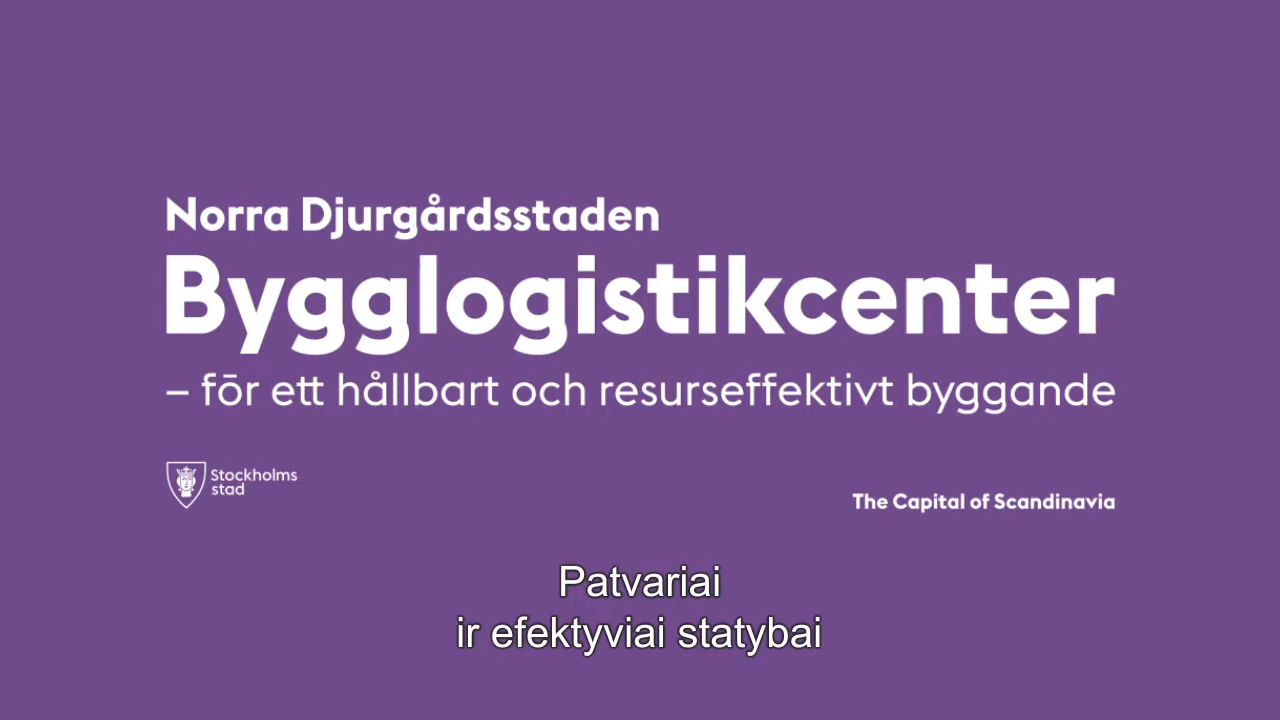 Norra Djurgårdsstaden
Bygglogistikcenter
– för ett hållbart och resurseffektivt byggande
Stockholms
stad
The Capital of Scandinavia
Patvariai
ir efektyviai statybai